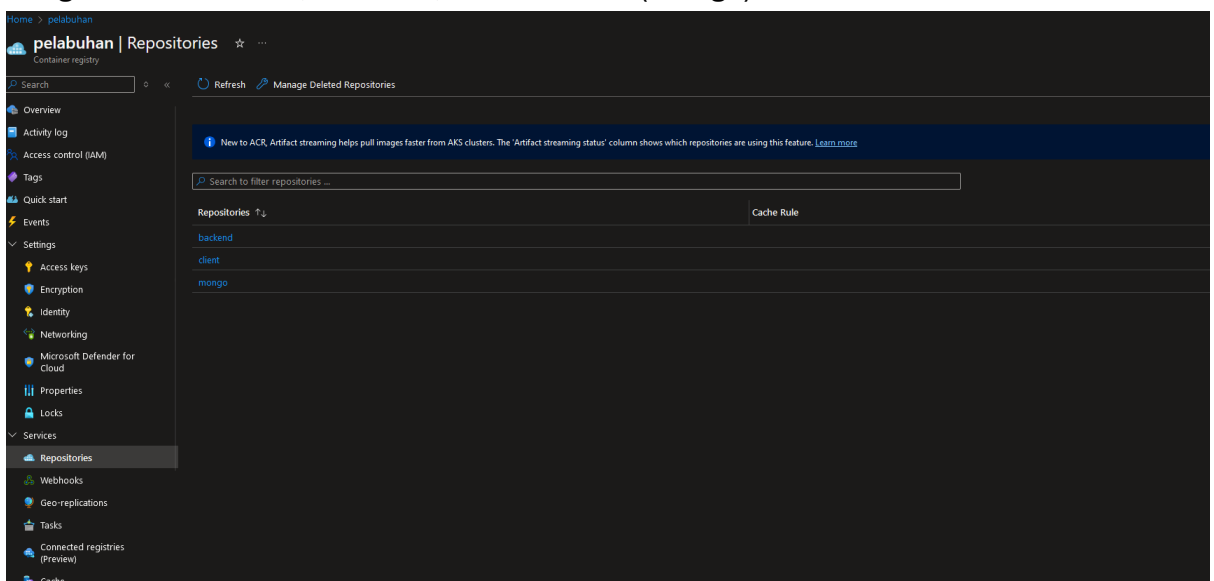 Home > pelabuhan
pelabuhan | Repositories
Container registry
Search
Refresh
Manage Deleted Repositories
Overview
Activity log
Access control (IAM)
Tags
Quick start
Events
Settings
Access keys
Encryption
Identity
Networking
Microsoft Defender for
Cloud
Properties
Locks
Services
Repositories
Webhooks
Geo-replications
Tasks
Connected registries
(Preview)
New to ACR, Artifact streaming helps pull images faster from AKS clusters. The 'Artifact streaming status' column shows which repositories are using this feature. Learn more
Search to filter repositories ...
Repositories ↑↓ Cache Rule
backend
client
mongo